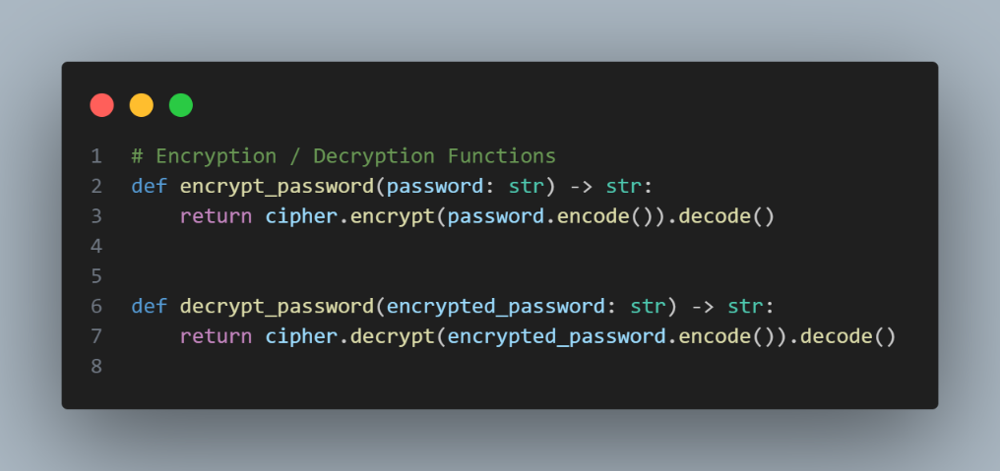 1 # Encryption / Decryption Functions
2 def encrypt_password(password: str) -> str:
3     return cipher.encrypt(password.encode()).decode()
4
5
6 def decrypt_password(encrypted_password: str) -> str:
7     return cipher.decrypt(encrypted_password.encode()).decode()
8